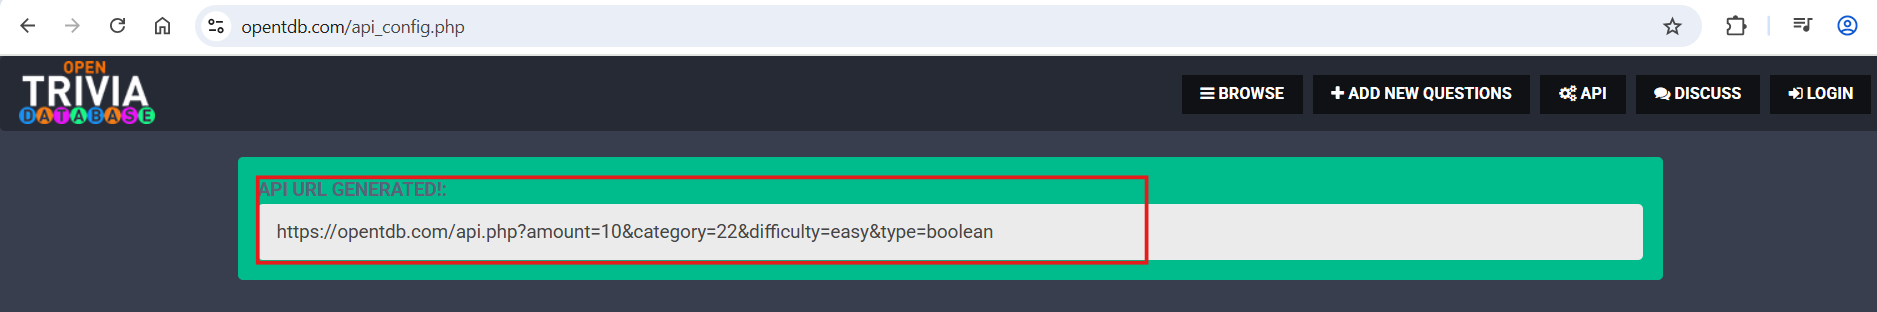 opentdb.com/api_config.php
OPEN
TRIVIA
DATABASE
BROWSE
ADD NEW QUESTIONS
API
DISCUSS
LOGIN
API URL GENERATED!:
https://opentdb.com/api.php?amount=10&category=22&difficulty=easy&type=boolean